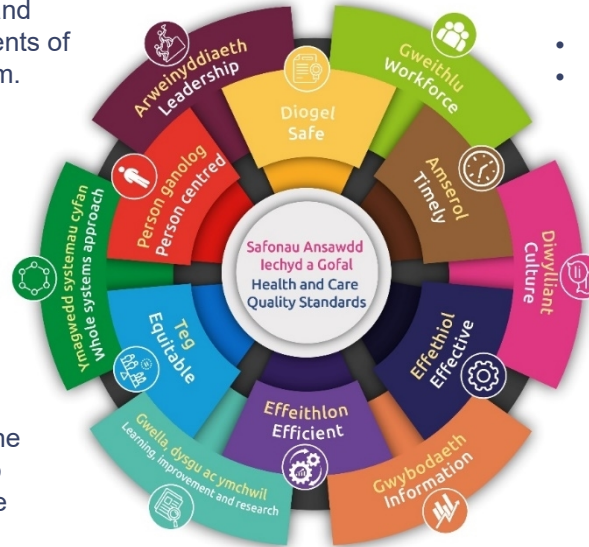 and
ents of
m.
Arweinyddiaeth
Leadership
Gweithlu
Workforce
•
•
Diogel
Safe
Person ganolog
Person centred
Amserol
Timely
Ymagwedd systemau cyfan
Whole systems approach
Safonau Ansawdd
Iechyd a Gofal
Health and Care
Quality Standards
Diwylliant
Culture
Teg
Equitable
Effethiol
Effective
Effeithlon
Efficient
Gwella, dysgu ac ymchwil
Learning, improvement and research
Gwybodaeth
Information